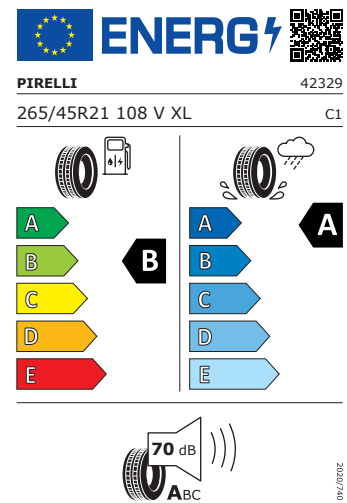 ENERG
PIRELLI 42329
265/45R21 108 V XL C1
A
B
C
D
E
B
A
B
C
D
E
A
70 dB
ABC
2020/740